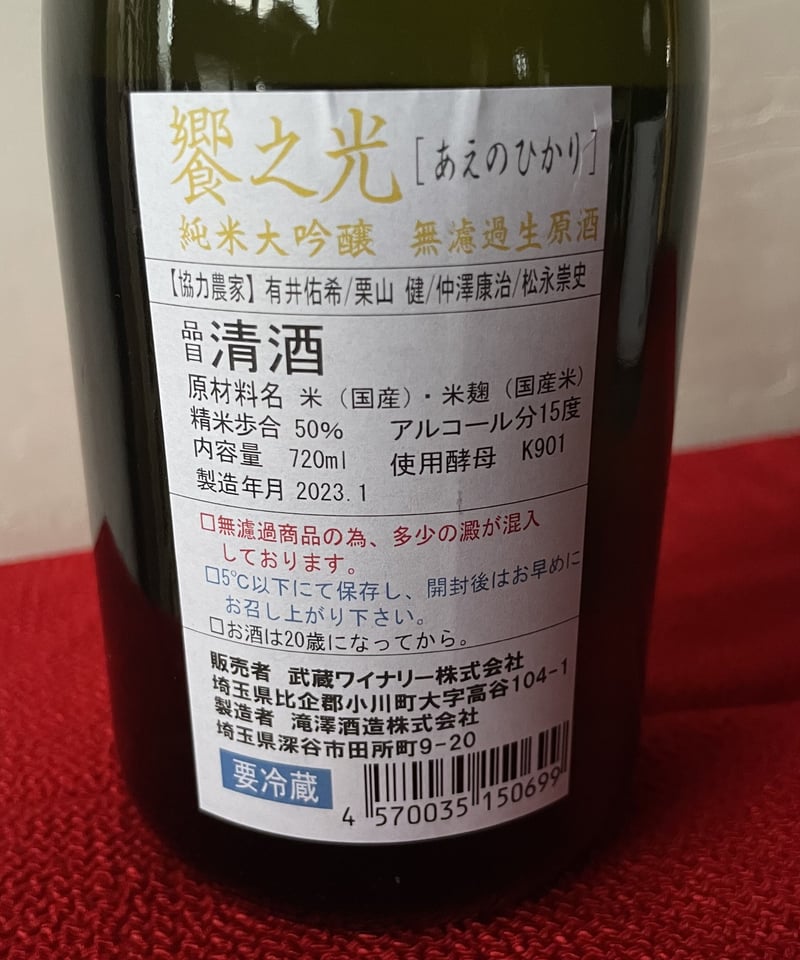 饗之光 [あえのひかり]
純米大吟醸 無濾過生原酒
【協力農家】有井佑希/栗山 健/仲澤康治/松永崇史
品目 清酒
原材料名 米（国産）・米麹（国産米）
精米歩合 50% アルコール分15度
内容量 720ml 使用酵母 K901
製造年月 2023.1
□無濾過商品の為、多少の澱が混入
しております。
□5℃以下にて保存し、開封後はお早めに
お召し上がり下さい。
□お酒は20歳になってから。
販売者 武蔵ワイナリー株式会社
埼玉県比企郡小川町大字高谷104-1
製造者 滝澤酒造株式会社
埼玉県深谷市田所町9-20
要冷蔵
4 570035 150699